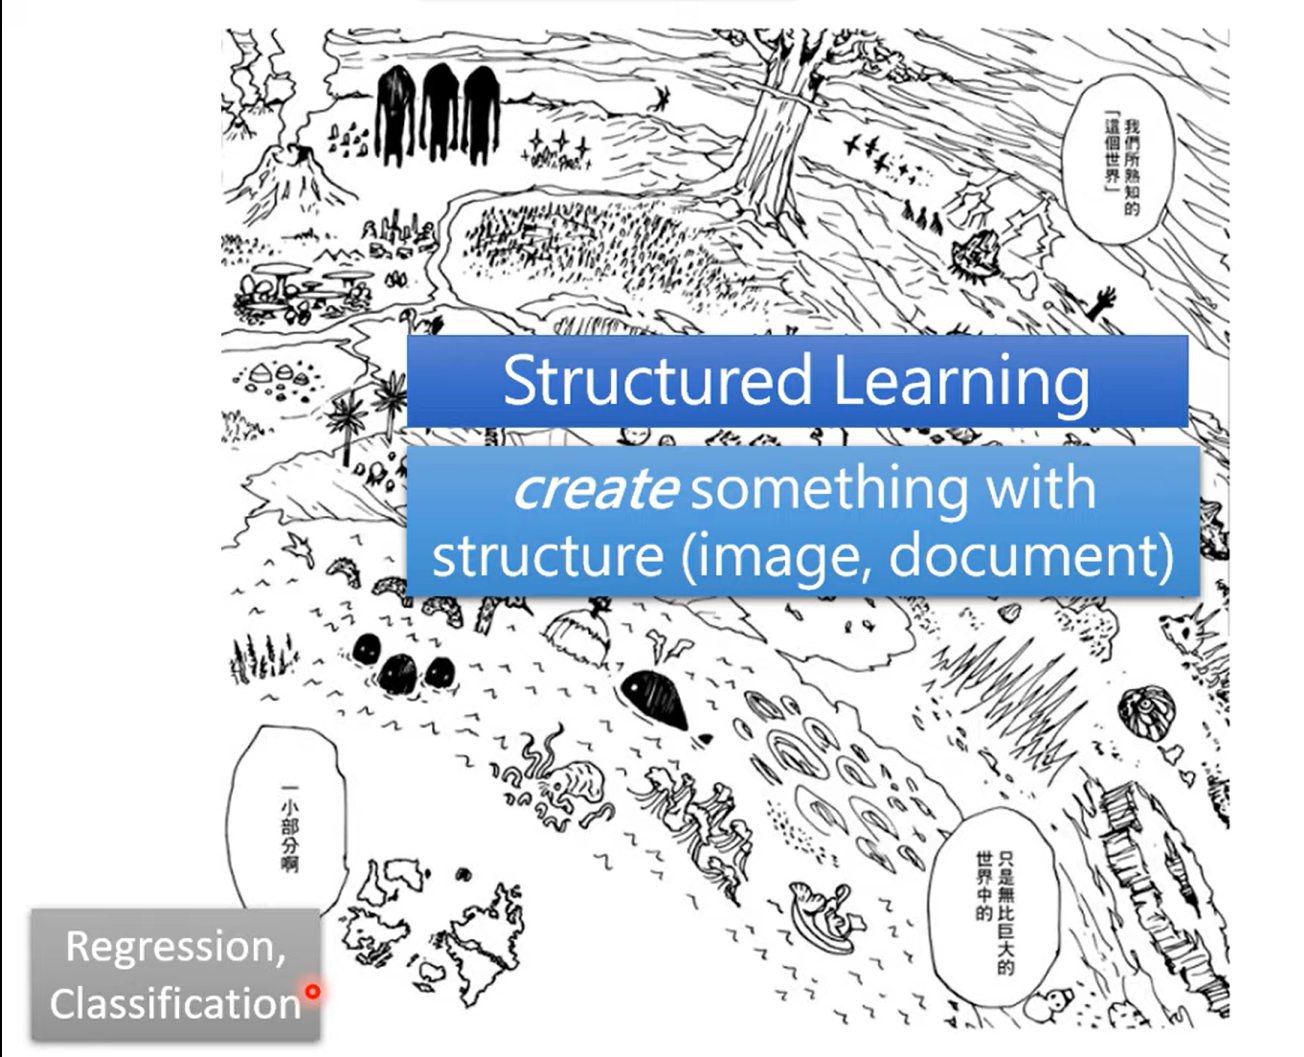 我們所熟知的
「這個世界」
Structured Learning
create something with
structure (image, document)
只是無比巨大的
世界中的
一小部分啊
Regression,
Classification